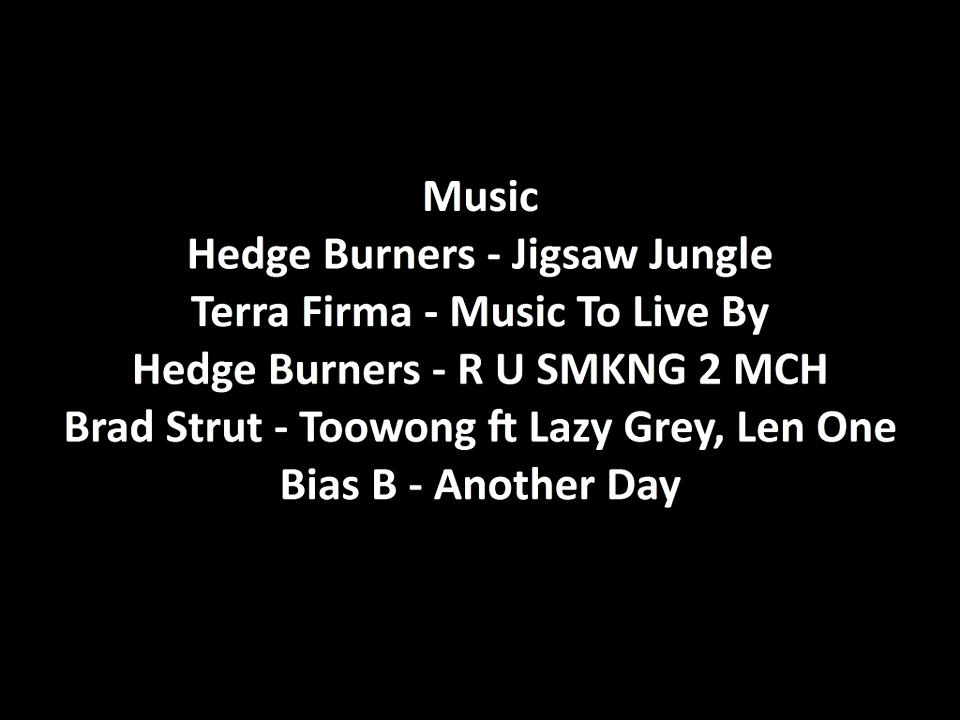 Music
Hedge Burners - Jigsaw Jungle
Terra Firma - Music To Live By
Hedge Burners - R U SMKNG 2 MCH
Brad Strut - Toowong ft Lazy Grey, Len One
Bias B - Another Day